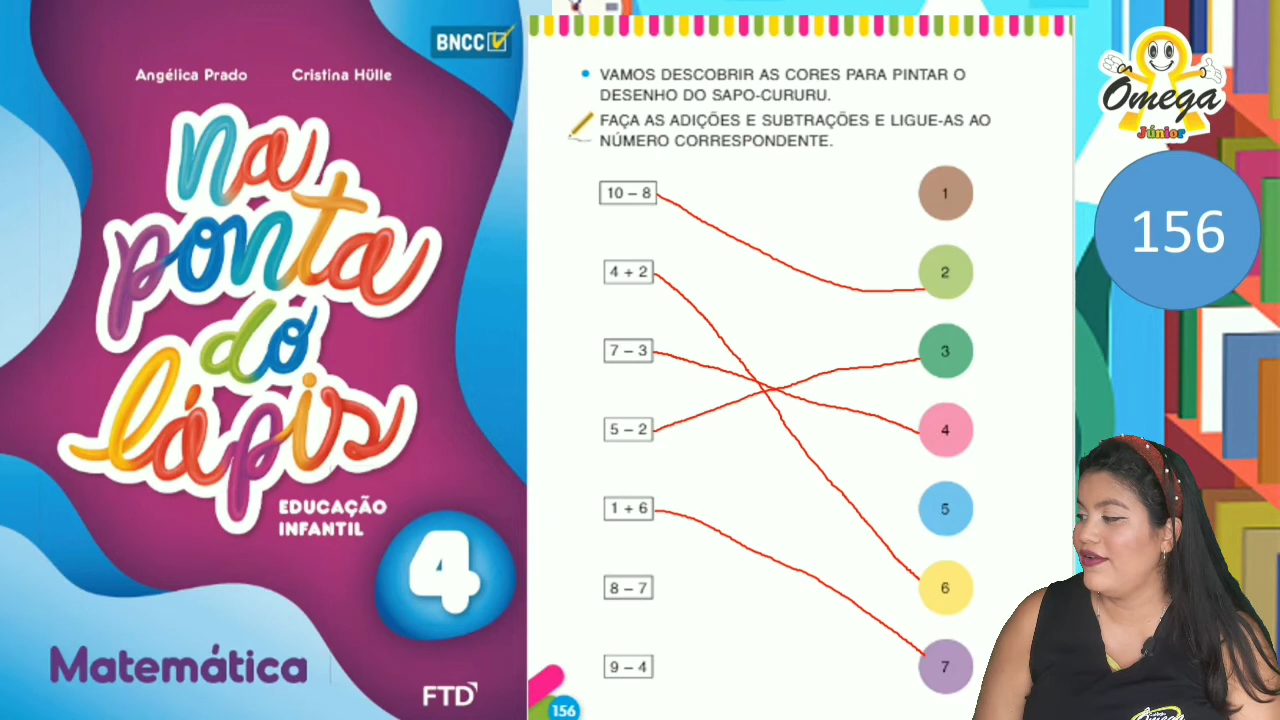 BNCC
Angélica Prado Cristina Hülle
na
ponta
do
lápis
EDUCAÇÃO
INFANTIL
4
Matemática
FTD
VAMOS DESCOBRIR AS CORES PARA PINTAR O
DESENHO DO SAPO-CURURU.
FAÇA AS ADIÇÕES E SUBTRAÇÕES E LIGUE-AS AO
NÚMERO CORRESPONDENTE.
10 – 8 1
4 + 2 2
7 – 3 3
5 – 2 4
1 + 6 5
8 – 7 6
9 – 4 7
156
Ômega
Júnior
156